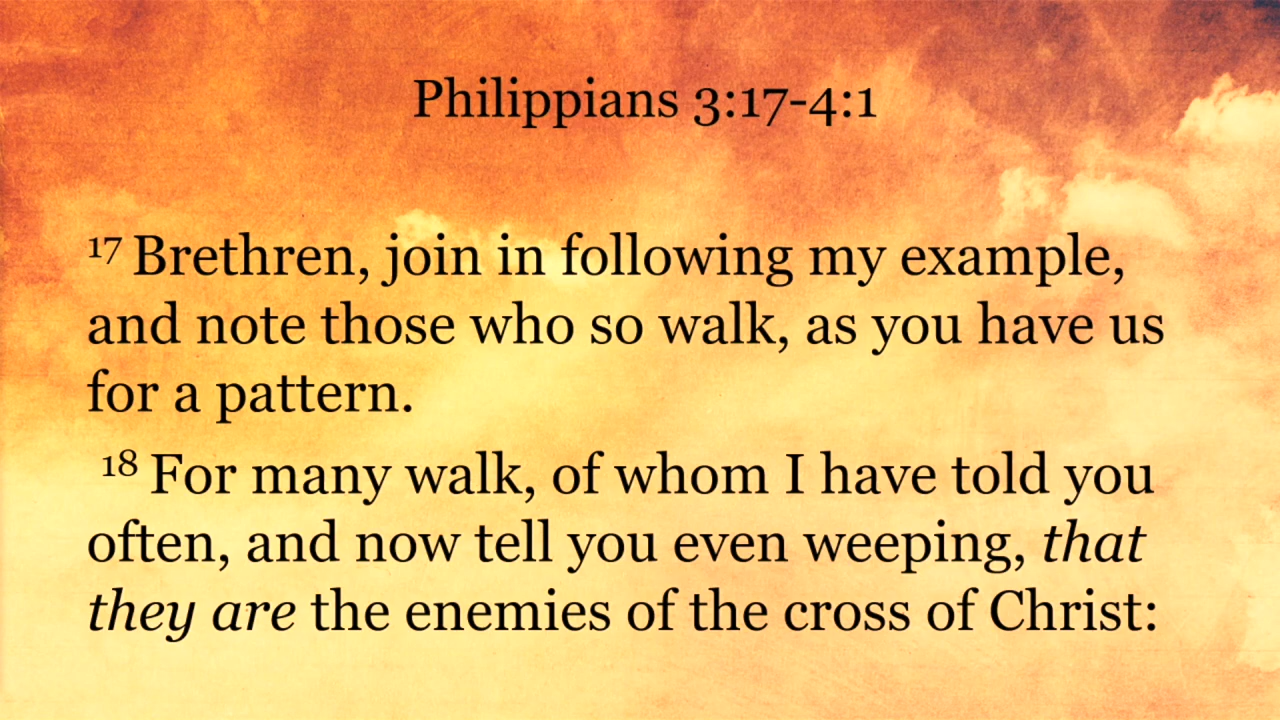 Philippians 3:17-4:1
17 Brethren, join in following my example,
and note those who so walk, as you have us
for a pattern.
18 For many walk, of whom I have told you
often, and now tell you even weeping, that
they are the enemies of the cross of Christ: